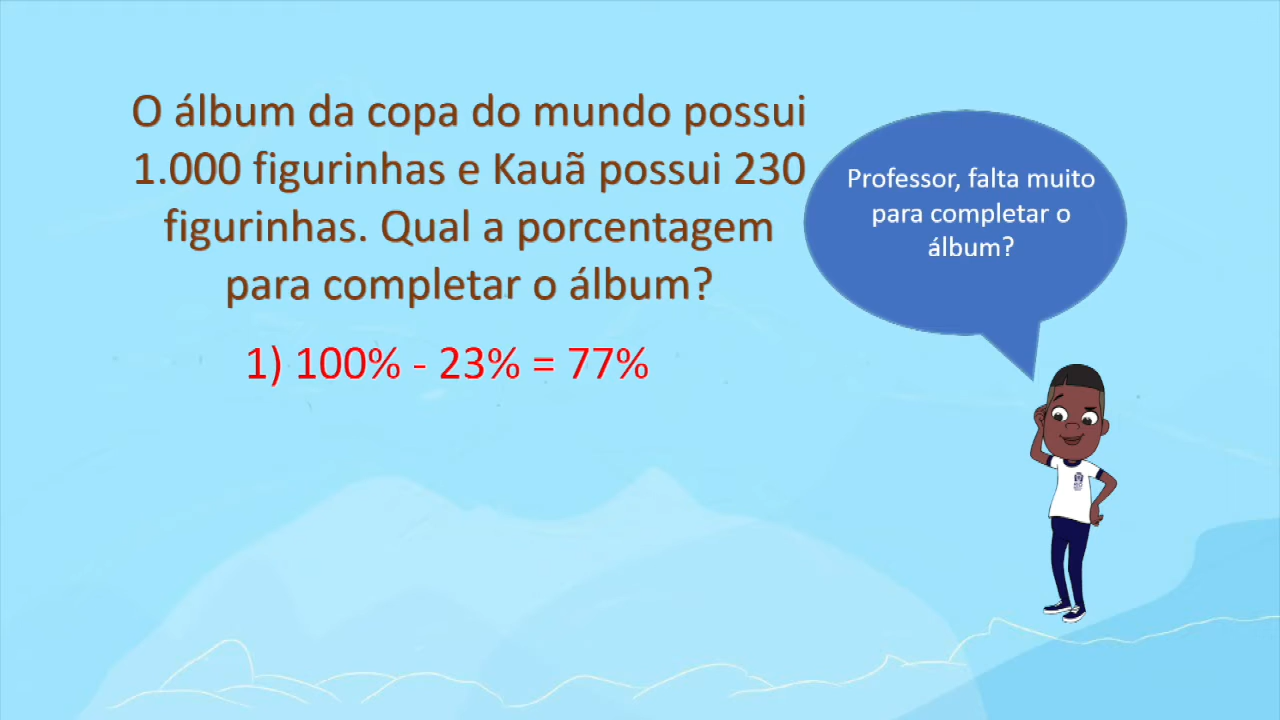 O álbum da copa do mundo possui
1.000 figurinhas e Kauã possui 230
figurinhas. Qual a porcentagem
para completar o álbum?
1) 100% - 23% = 77%
Professor, falta muito
para completar o
álbum?